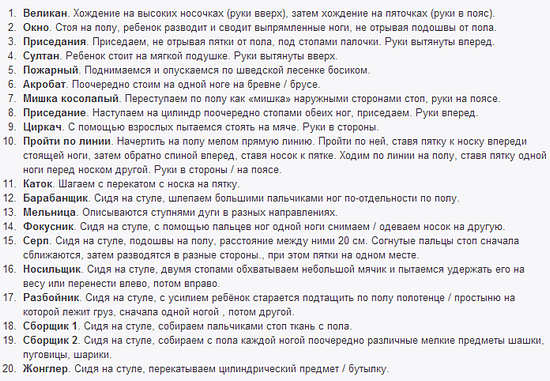 1. Великан. Хождение на высоких носочках (руки вверх), затем хождение на пяточках (руки в пояс).
2. Окно. Стоя на полу, ребенок разводит и сводит выпрямленные ноги, не отрывая подошвы от пола.
3. Приседания. Приседаем, не отрывая пятки от пола, под стопами палочки. Руки вытянуты вперед.
4. Султан. Ребенок стоит на мягкой подушке. Руки вытянуты вверх.
5. Пожарный. Поднимаемся и опускаемся по шведской лесенке босиком.
6. Акробат. Поочередно стоим на одной ноге на бревне / брусе.
7. Мишка косолапый. Переступаем по полу как «мишка» наружными сторонами стоп, руки на поясе.
8. Приседание. Наступаем на цилиндр поочередно стопами обеих ног, приседаем. Руки вперед.
9. Циркач. С помощью взрослых пытаемся стоять на мяче. Руки в стороны.
10. Пройти по линии. Начертить на полу мелом прямую линию. Пройти по ней, ставя пятку к носку впереди
стоящей ноги, затем обратно спиной вперед, ставя носок к пятке. Ходим по линии на полу, ставя пятку одной
ноги перед носком другой. Руки в стороны / на поясе.
11. Каток. Шагаем с перекатом с носка на пятку.
12. Барабанщик. Сидя на стуле, шлепаем большими пальчиками ног по-отдельности по полу.
13. Мельница. Описываются ступнями дуги в разных направлениях.
14. Фокусник. Сидя на стуле, с помощью пальцев ног одной ноги снимаем / одеваем носок на другую.
15. Серп. Сидя на стуле, подошвы на полу, расстояние между ними 20 см. Согнутые пальцы стоп сначала
сближаются, затем разводятся в разные стороны., при этом пятки на одном месте.
16. Носильщик. Сидя на стуле, двумя стопами обхватываем небольшой мячик и пытаемся удержать его на
весу или перенести влево, потом вправо.
17. Разбойник. Сидя на стуле, с усилием ребёнок старается подтащить по полу полотенце / простыню на
которой лежит груз, сначала одной ногой , потом другой.
18. Сборщик 1. Сидя на стуле, собираем пальчиками стоп ткань с пола.
19. Сборщик 2. Сидя на стуле, собираем с пола каждой ногой поочередно различные мелкие предметы шашки,
пуговицы, шарики.
20. Жонглер. Сидя на стуле, перекатываем цилиндрический предмет / бутылку.